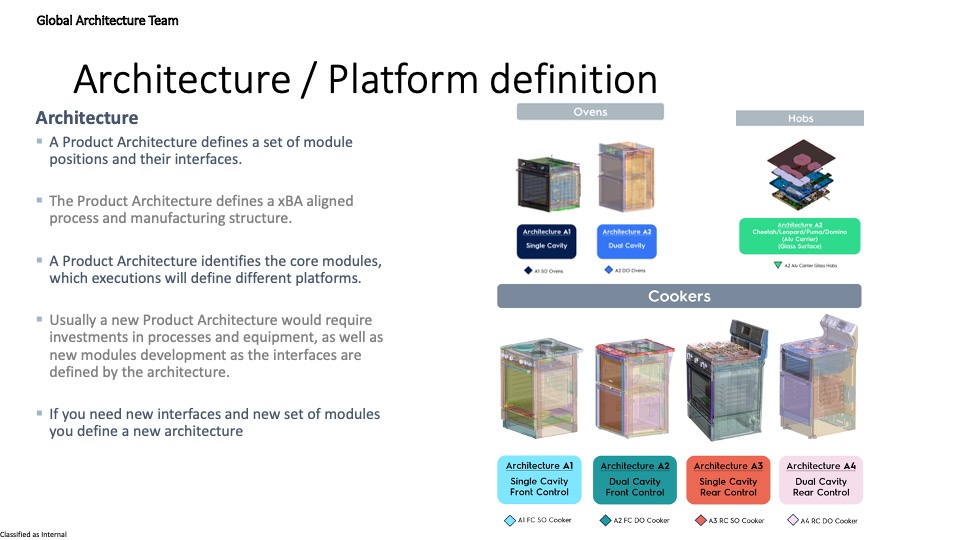 Global Architecture Team
Architecture / Platform definition
Architecture
▪ A Product Architecture defines a set of module
positions and their interfaces.
▪ The Product Architecture defines a xBA aligned
process and manufacturing structure.
▪ A Product Architecture identifies the core modules,
which executions will define different platforms.
▪ Usually a new Product Architecture would require
investments in processes and equipment, as well as
new modules development as the interfaces are
defined by the architecture.
▪ If you need new interfaces and new set of modules
you define a new architecture
Ovens
Architecture A1
Single Cavity
A1 SO Ovens
Architecture A2
Dual Cavity
A2 DO Ovens
Hobs
Architecture A2
Cheetah/Leopard/Puma/Domino
(Alu Carrier)
(Glass Surface)
A2 Alu Carrier Glass Hobs
Cookers
Architecture A1
Single Cavity
Front Control
A1 FC SO Cooker
Architecture A2
Dual Cavity
Front Control
A2 FC DO Cooker
Architecture A3
Single Cavity
Rear Control
A3 RC SO Cooker
Architecture A4
Dual Cavity
Rear Control
A4 RC DO Cooker
Classified as Internal